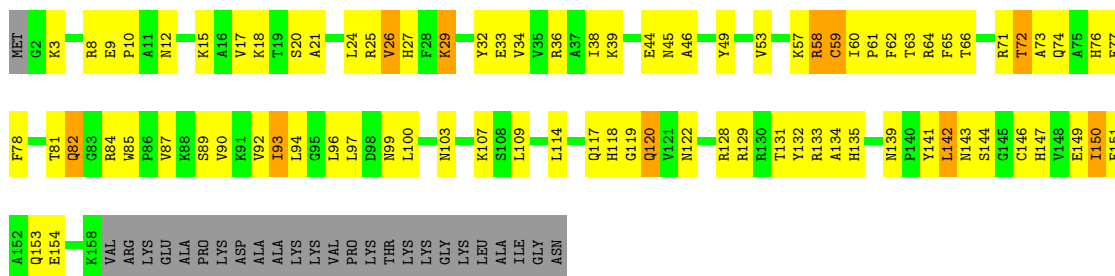 MET G2 K3 R8 E9 P10 A11 N12 K15 A16 V17 K18 T19 S20 A21 L24 R25 V26 H27 F28 K29 Y32 E33 V34 V35 R36 A37 I38 K39 E44 N45 A46 Y49 V53 K57 R58 C59 I60 P61 F62 T63 R64 F65 T66 R71 T72 A73 Q74 A75 H76
F78 T81 Q82 G83 R84 W85 P86 V87 K88 S89 V90 K91 V92 I93 L94 G95 L96 L97 D98 N99 L100 N103 K107 S108 L109 L114 Q117 H118 G119 Q120 V121 N122 R128 R129 R130 T131 Y132 R133 A134 H135 N139 P140 Y141 L142 N143 S144 G145 C146 H147 V148 E149 I150
A152 Q153 E154 K158 VAL ARG LYS GLU ALA PRO LYS ASP ALA ALA LYS LYS VAL PRO LYS THR LYS LYS GLY LYS LEU ALA ILE GLY ASN